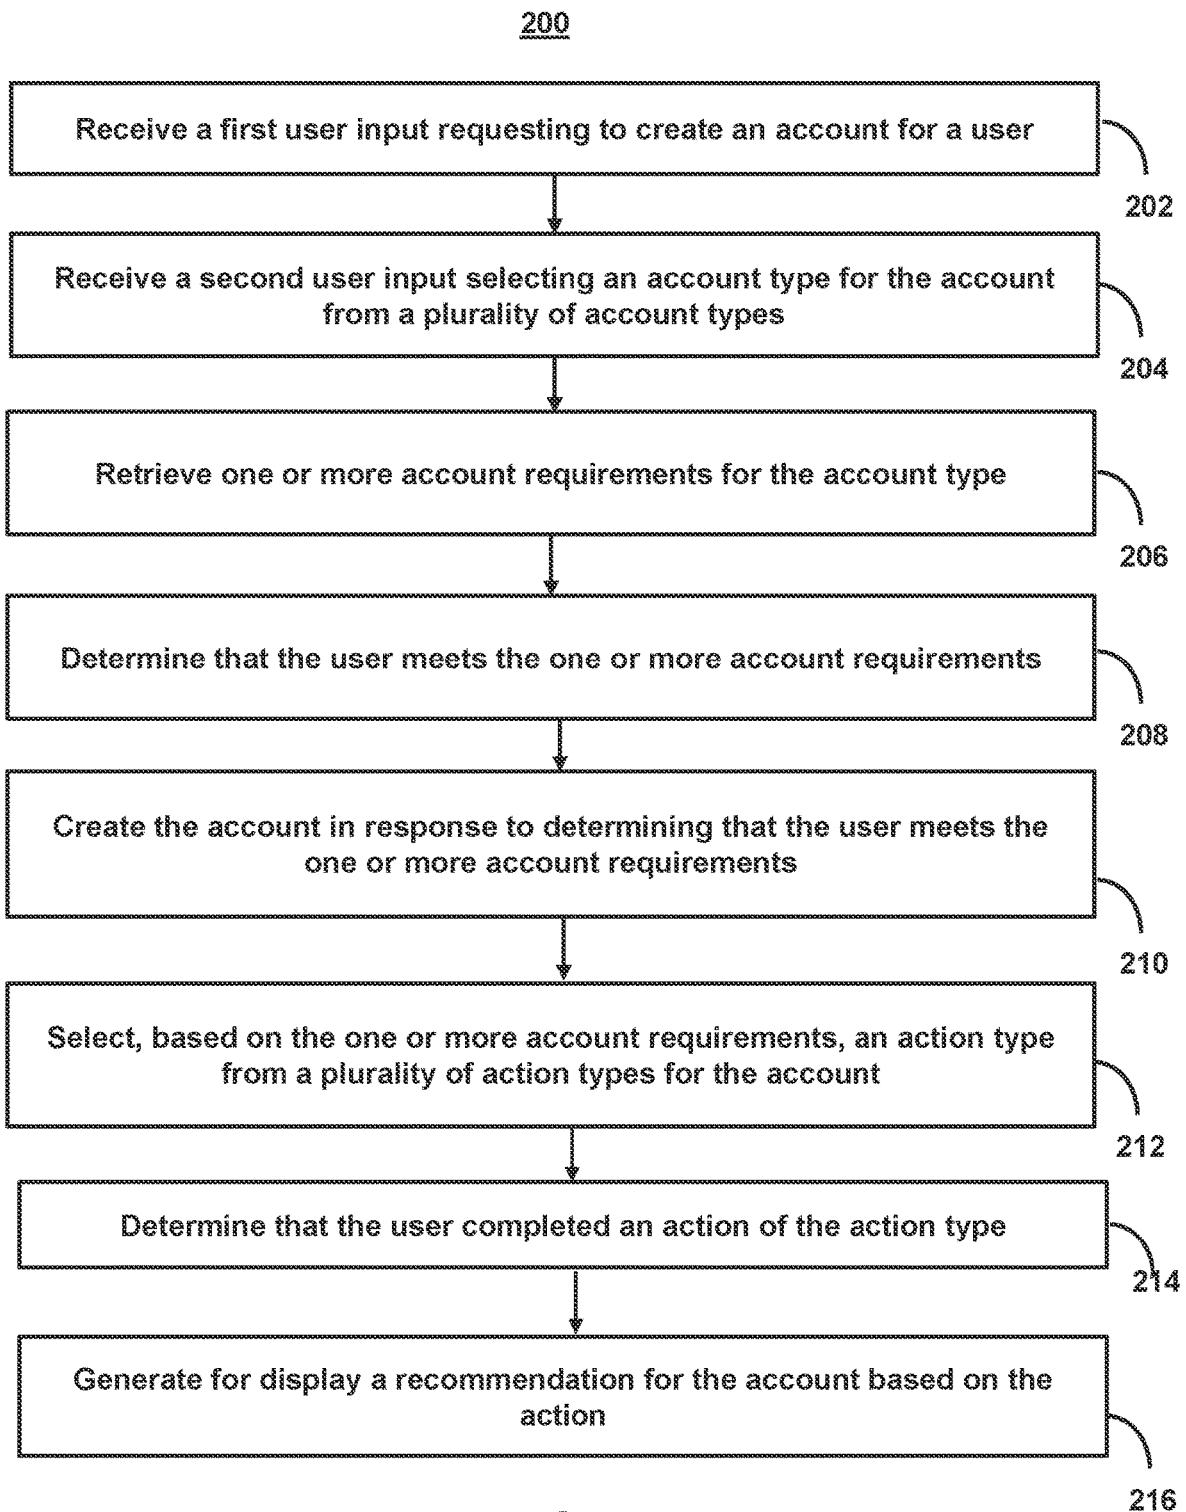 200
Receive a first user input requesting to create an account for a user
202
Receive a second user input selecting an account type for the account
from a plurality of account types
204
Retrieve one or more account requirements for the account type
206
Determine that the user meets the one or more account requirements
208
Create the account in response to determining that the user meets the
one or more account requirements
210
Select, based on the one or more account requirements, an action type
from a plurality of action types for the account
212
Determine that the user completed an action of the action type
214
Generate for display a recommendation for the account based on the
action
216